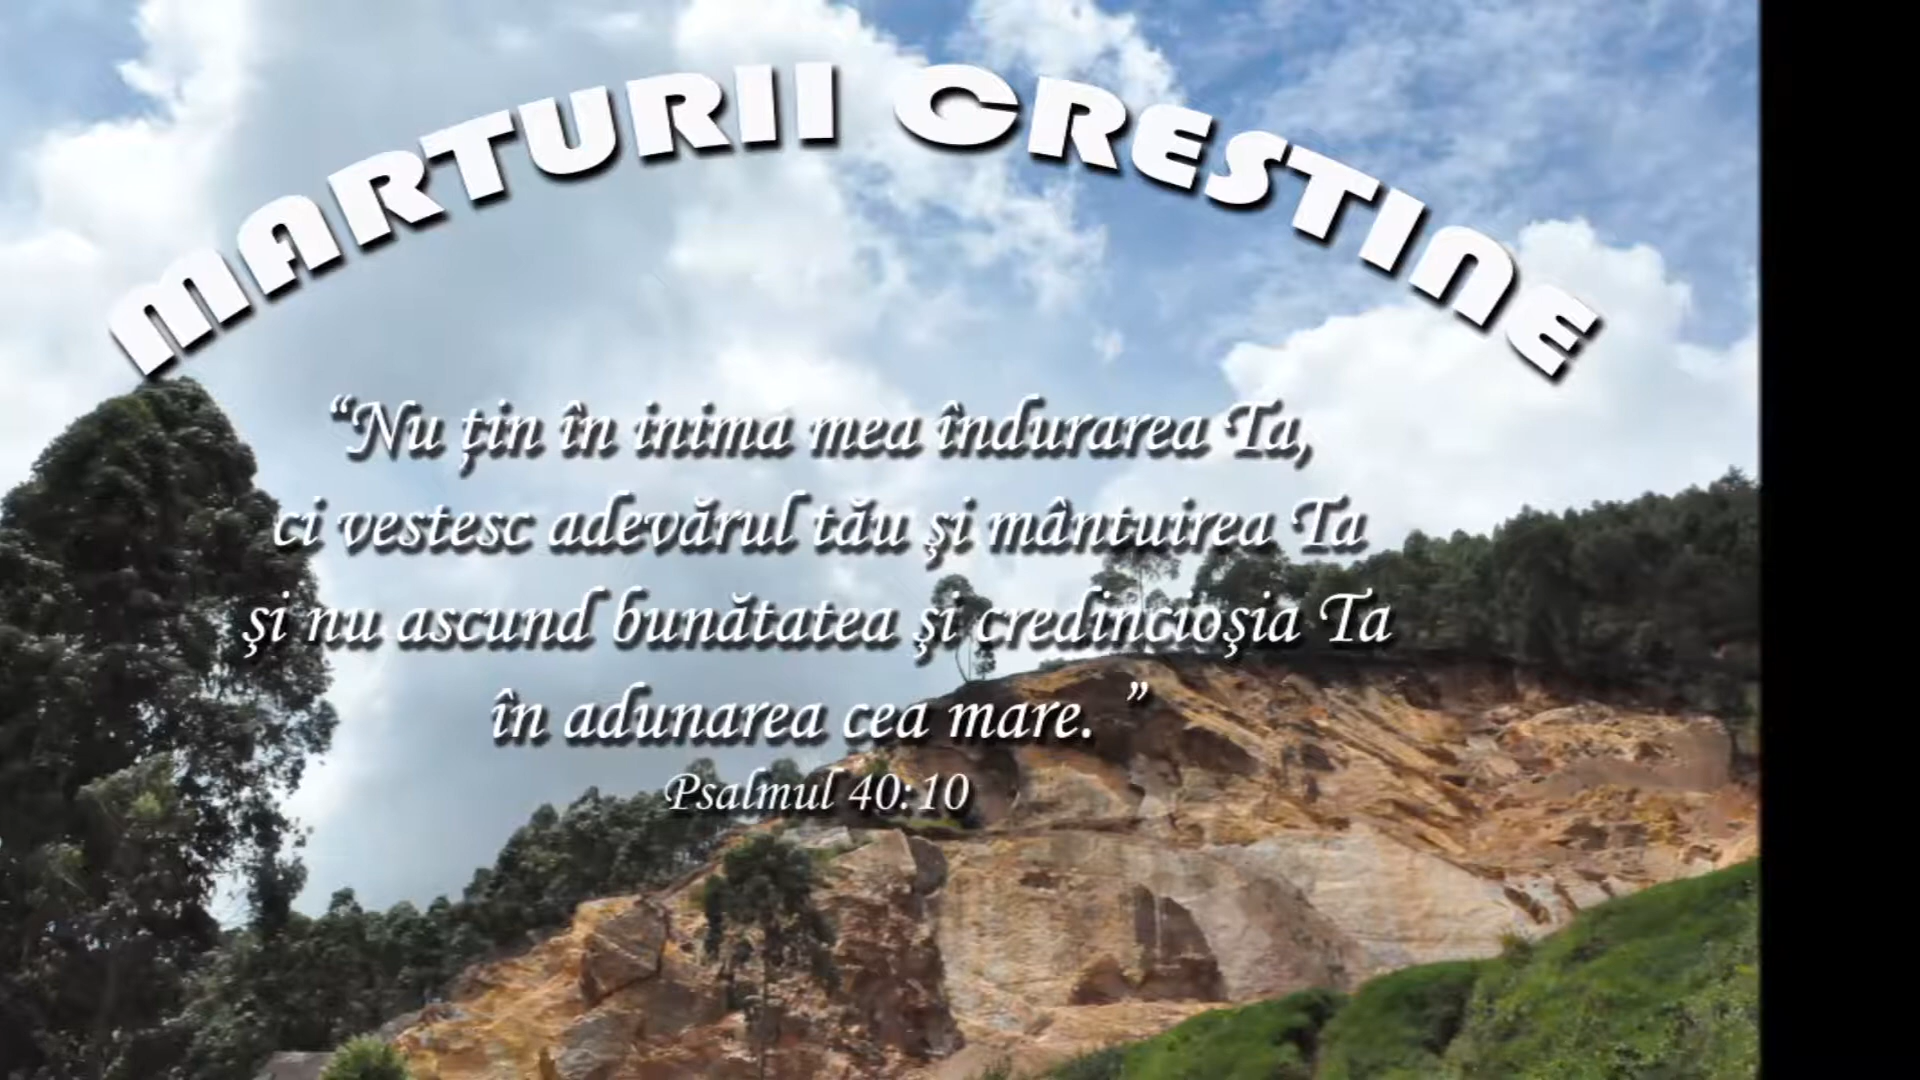 MARTURII CRESTINE
“Nu ţin în inima mea îndurarea Ta,
ci vestesc adevărul tău şi mântuirea Ta
şi nu ascund bunătatea şi credincioşia Ta
în adunarea cea mare. ”
Psalmul 40:10